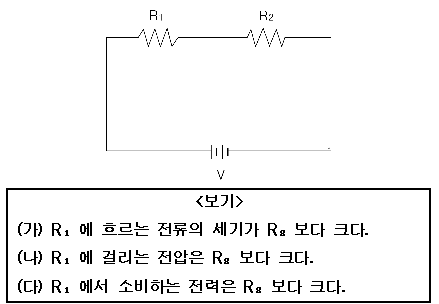 R₁ R₂
V
<보기>
(가) R₁ 에 흐르는 전류의 세기가 R₂ 보다 크다.
(나) R₁ 에 걸리는 전압은 R₂ 보다 크다.
(다) R₁ 에서 소비하는 전력은 R₂ 보다 크다.